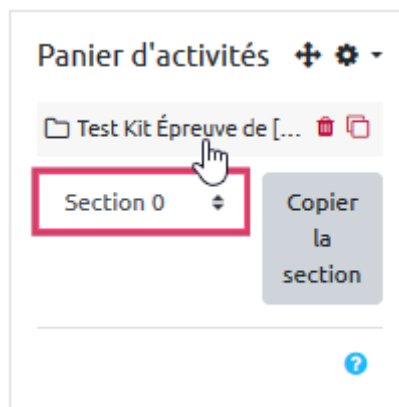 Panier d'activités
Test Kit Épreuve de [...
Section 0
Copier
la
section
?